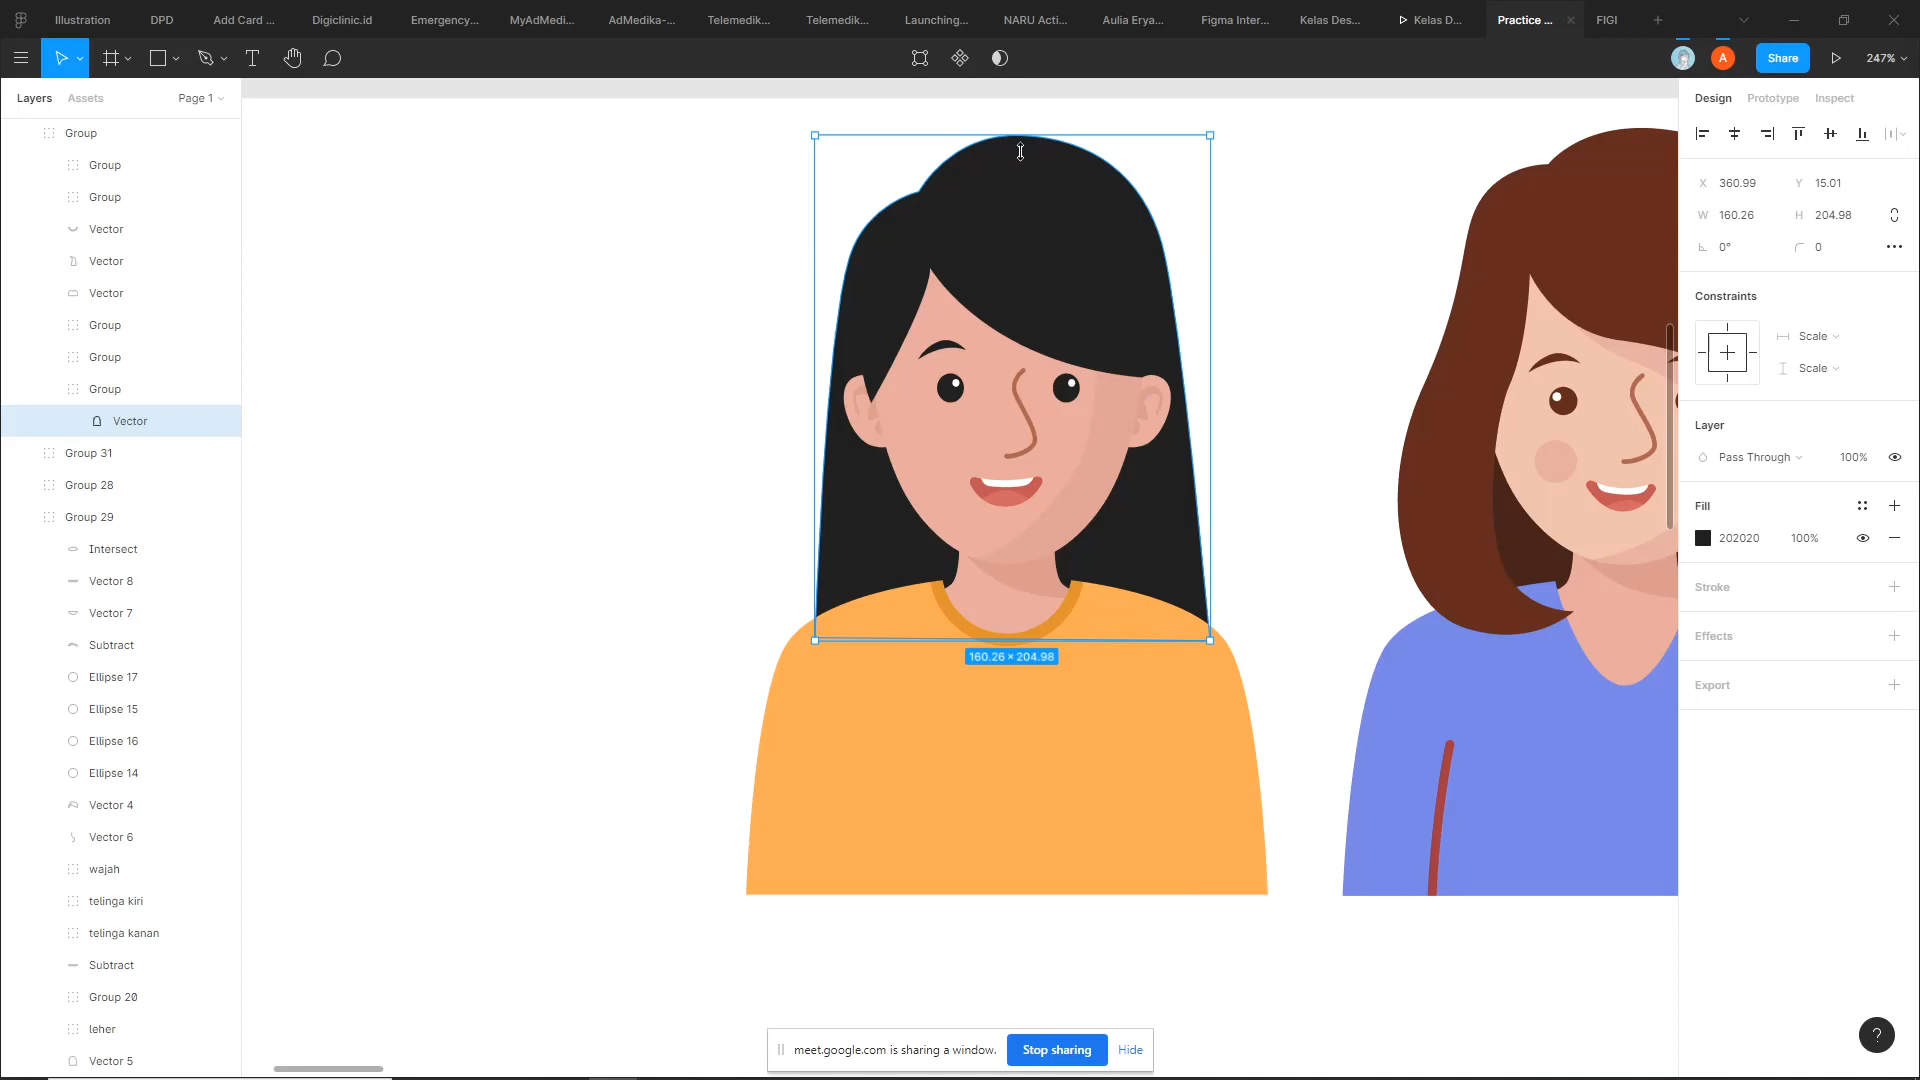 Illustration
DPD
Add Card ...
Digiclinic.id
Emergency...
MyAdMedi...
AdMedika-...
Telemedik...
Telemedik...
Launching...
NARU Acti...
Aulia Erya...
Figma Inter...
Kelas Des...
Kelas D...
Practice ...
FIGI
A
Share
247%
Layers
Assets
Page 1
Group
Group
Group
Vector
Vector
Vector
Group
Group
Group
Vector
Group 31
Group 28
Group 29
Intersect
Vector 8
Vector 7
Subtract
Ellipse 17
Ellipse 15
Ellipse 16
Ellipse 14
Vector 4
Vector 6
wajah
telinga kiri
telinga kanan
Subtract
Group 20
leher
Vector 5
160.26 × 204.98
Design
Prototype
Inspect
X 360.99
Y 15.01
W 160.26
H 204.98
0°
0
Constraints
Scale
Scale
Layer
Pass Through
100%
Fill
202020
100%
Stroke
Effects
Export
meet.google.com is sharing a window.
Stop sharing
Hide
?